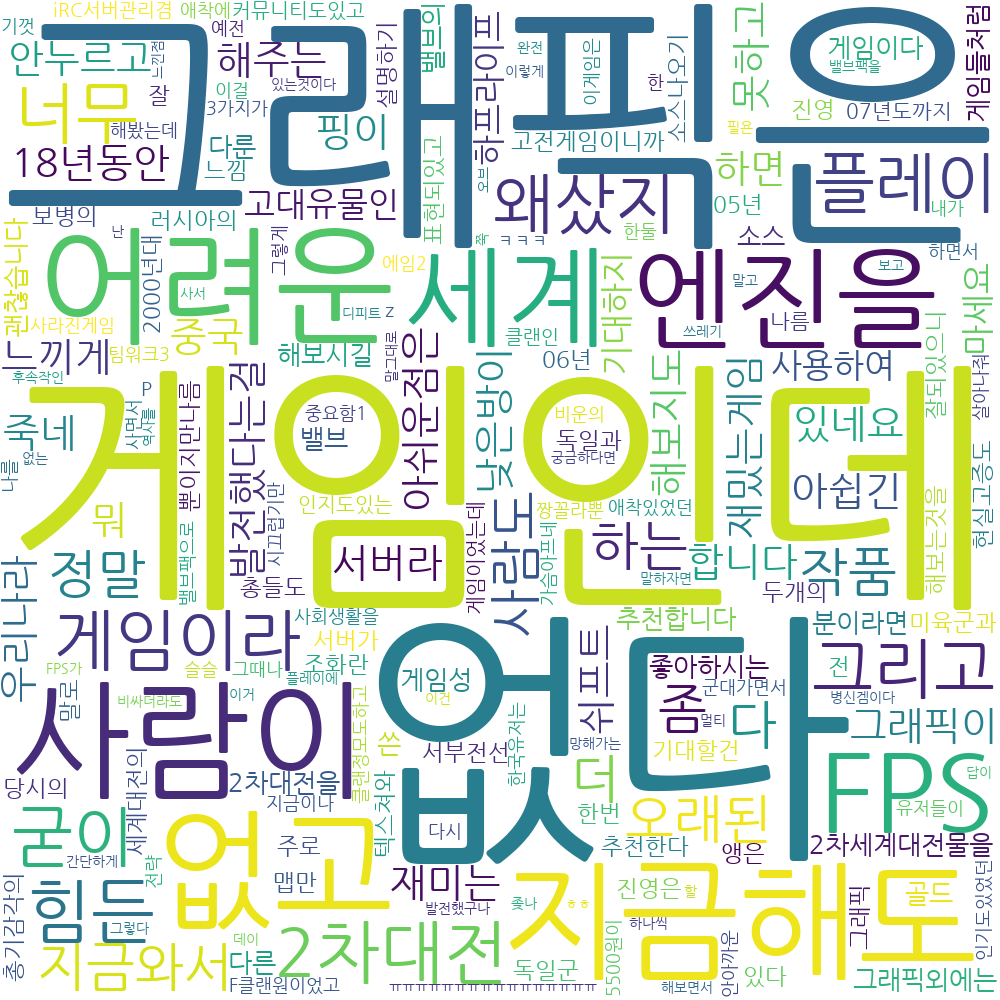 기껏
iRC서버관리겸
애착에커뮤니티도있고
그래픽은
안누르고
해주는
예전
밸브의
완전
느낀점
있는것이다
이렇게
이게임은
게임이다
밸브팩을
게임들처럼
너무
이걸
3가지가
설명하기
하프라이프
오브
한
소스나오기
못하고
진영
07년도까지
필요
잘
해봤는데
핑이
고전게임이니까
18년동안
다룬
느낌
고대유물인
표현되있고
왜샀지
하면
플레이
보병의
러시아의
05년
내가
난
그렇게
쭉
ㅋㅋㅋ
한둘
소스
하면서
괜찮습니다
어려운
2000년대
사서
에임2
세계
기대하지
엔진을
보고
말고
마세요
사라진게임
중국
디피트 Z
클랜인
쓰레기
나름
느끼게
팀워크3
해보시길
말그대로
06년
사용하여
잘되있으니
살아나줘
후속작인
P
아쉬운점은
낮은방이
해보지도
재밌는게임
게임인데
중요함1
비운의
죽네
사면서
역사를
뿐이지만나름
발전했다는걸
밸브
독일과
궁금하다면
있네요
나를
없는
뭐
밸브팩으로
시끄럽기만
인지도있는
짱꼴라뿐
애착있었던
아쉽긴
현실고증도
해보는것을
정말
총들도
서버라
게임이었는데
사람도
가슴아프네
하는
말하자면
합니다
두개의
작품
우리나라
게임이라
사회생활을
서버가
추천합니다
분이라면
미육군과
FPS가
슬슬
그때나
조화란
게임성
쉬프트
좋아하시는
전
그리고
비싸더라도
이거
플레이에
이건
한국유저는
좀
군대가면서
멀티
병신겜이다
말로
사람이
클랜정모도하고
쏘
없다
서부전선
망해가는
다
기대할건
그래픽이
당시의
2차대전을
텍스쳐와
더
FPS
답이
굳이
세계대전의
지금이나
다시
한번
오래된
유저들이
간단하게
전략
없고
주로
추천한다
앵은
2차세계대전물을
힘든
맵만
재미는
진영은
할
골드
총기감각의
그렇다
발전했구나
좆나
ㅎㅎ
지금해도
그래픽
인기도있었던
지금와서
데이
다른
2차대전
하나씩
F클랜원이었고
독일군
5500원이
해보면서
안아까운
있다
그래픽외에는
ㅠㅠㅠㅠㅠㅠㅠㅠㅠㅠㅠㅠㅠㅠㅠㅠ